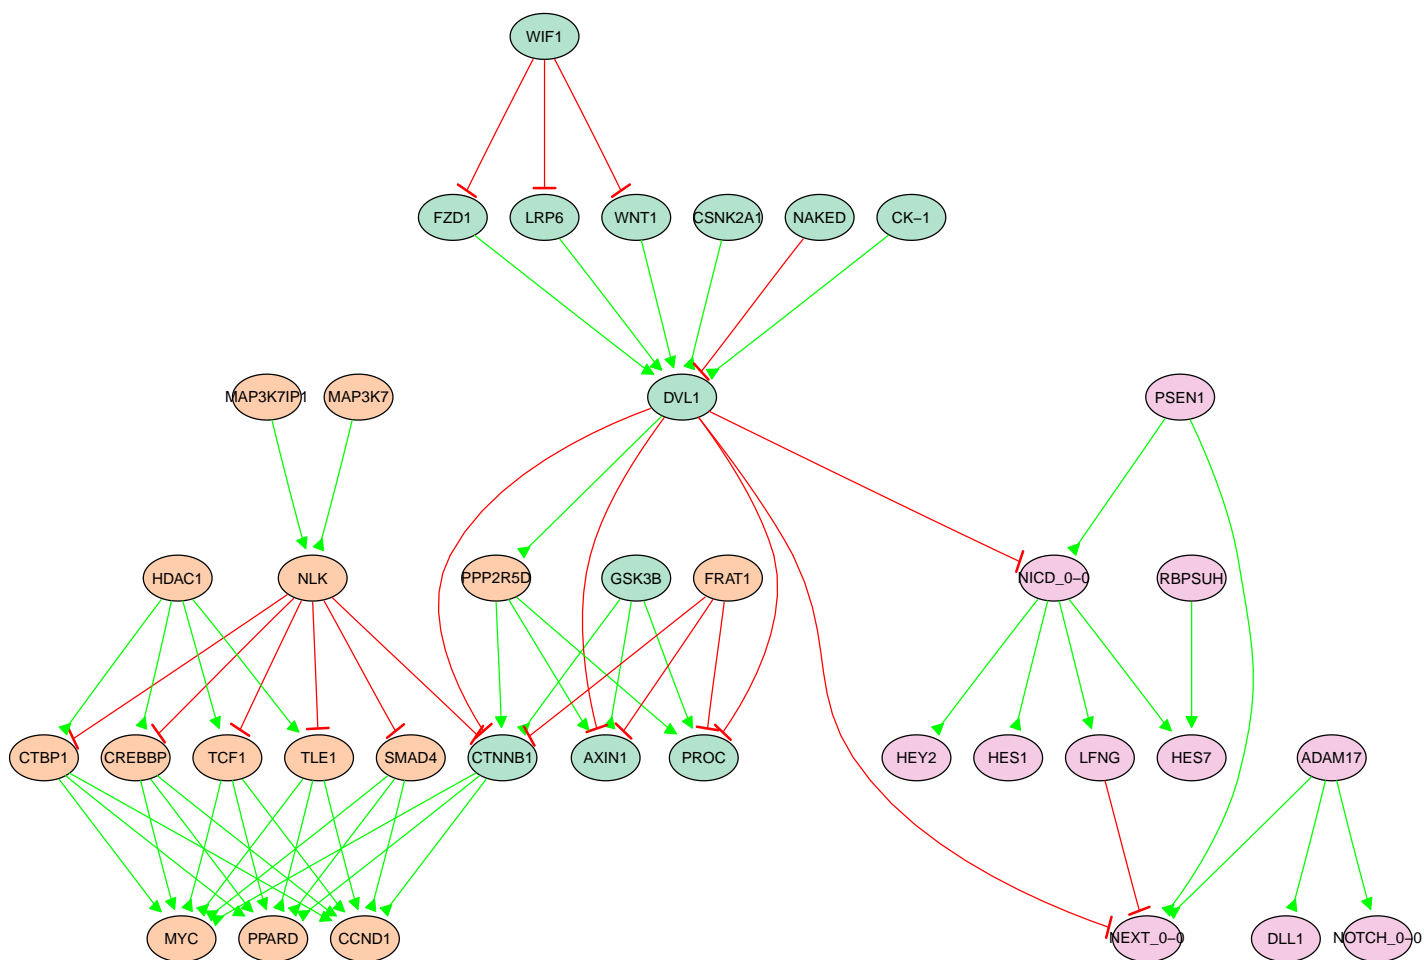 WIF1
FZD1
LRP6
WNT1
CSNK2A1
NAKED
CK−1
MAP3K7IP1
MAP3K7
DVL1
PSEN1
HDAC1
NLK
PPP2R5D
GSK3B
FRAT1
NICD_0−0
RBPSUH
CTBP1
CREBBP
TCF1
TLE1
SMAD4
CTNNB1
AXIN1
PROC
HEY2
HES1
LFNG
HES7
ADAM17
MYC
PPARD
CCND1
NEXT_0−0
DLL1
NOTCH_0−0